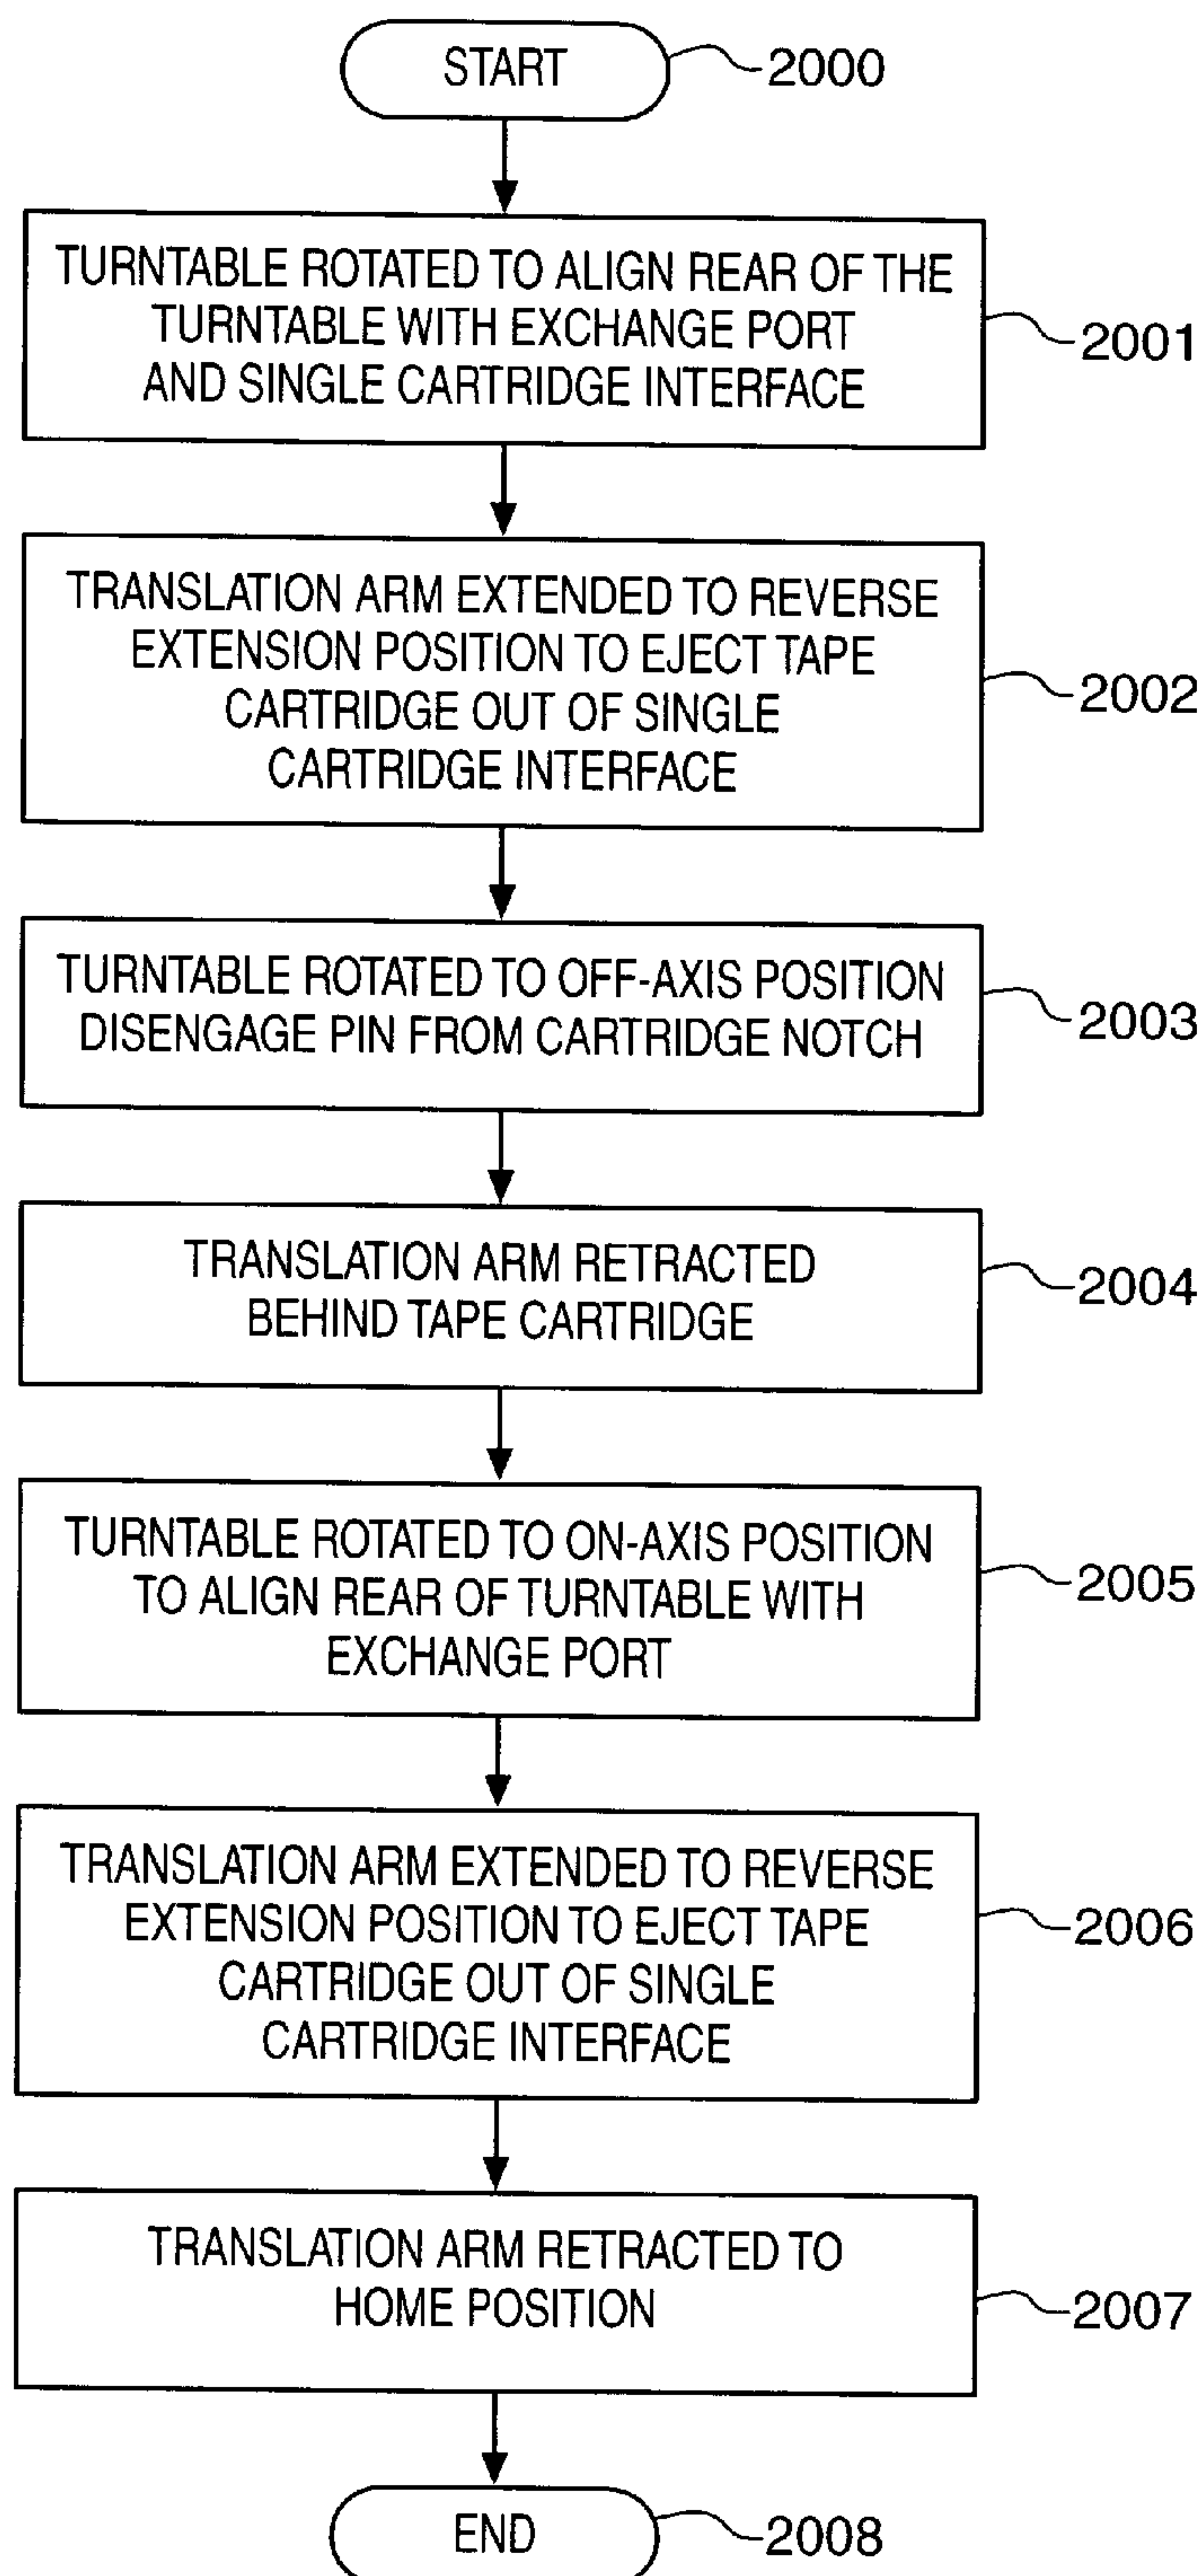 START
2000
TURNTABLE ROTATED TO ALIGN REAR OF THE
TURNTABLE WITH EXCHANGE PORT
AND SINGLE CARTRIDGE INTERFACE
2001
TRANSLATION ARM EXTENDED TO REVERSE
EXTENSION POSITION TO EJECT TAPE
CARTRIDGE OUT OF SINGLE
CARTRIDGE INTERFACE
2002
TURNTABLE ROTATED TO OFF-AXIS POSITION
DISENGAGE PIN FROM CARTRIDGE NOTCH
2003
TRANSLATION ARM RETRACTED
BEHIND TAPE CARTRIDGE
2004
TURNTABLE ROTATED TO ON-AXIS POSITION
TO ALIGN REAR OF TURNTABLE WITH
EXCHANGE PORT
2005
TRANSLATION ARM EXTENDED TO REVERSE
EXTENSION POSITION TO EJECT TAPE
CARTRIDGE OUT OF SINGLE
CARTRIDGE INTERFACE
2006
TRANSLATION ARM RETRACTED TO
HOME POSITION
2007
END
2008